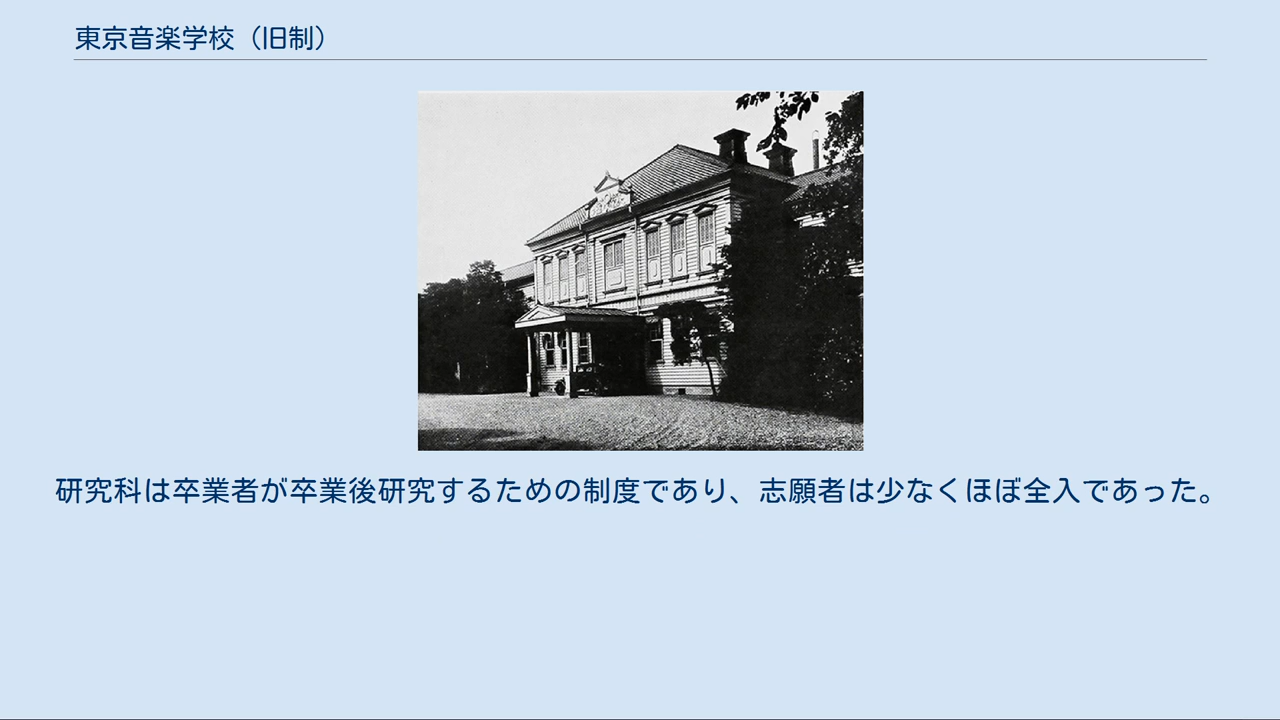 東京音楽学校（旧制）
研究科は卒業者が卒業後研究するための制度であり、志願者は少なくほぼ全入であった。